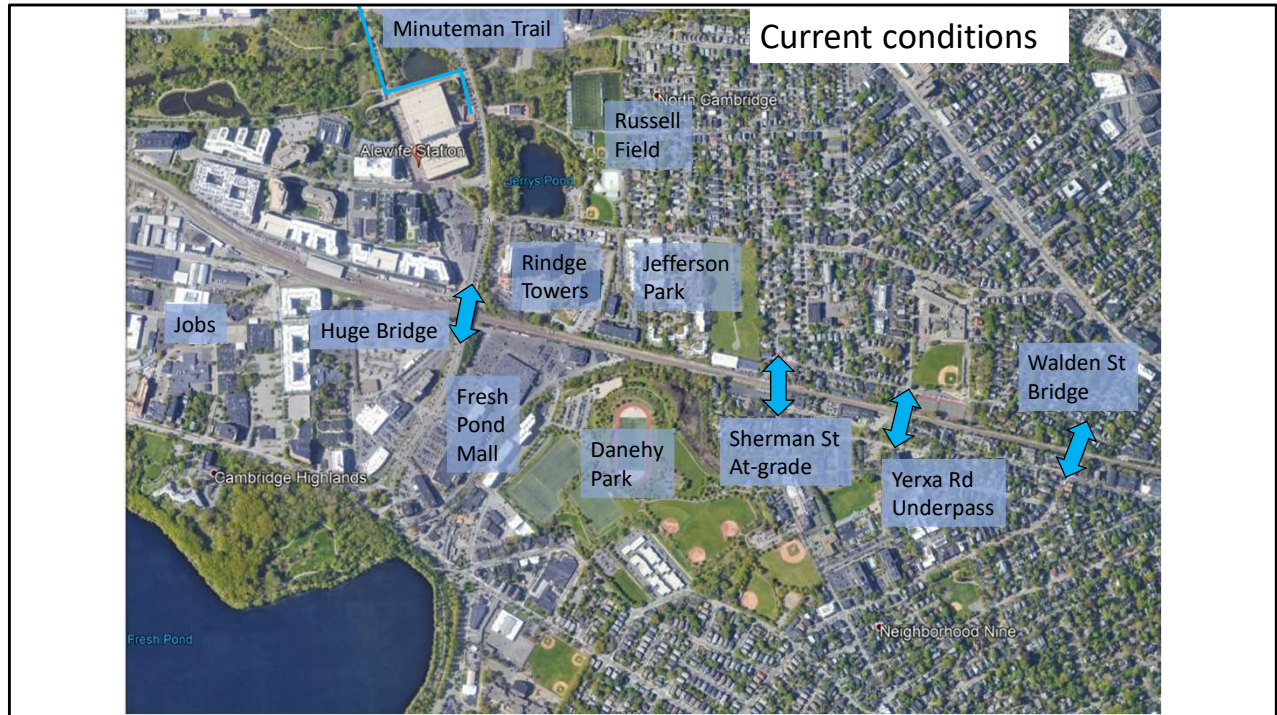 Minuteman Trail
Current conditions
North Cambridge
Russell
Field
Alewife Station
Jerrys Pond
Rindge
Towers
Jefferson
Park
Jobs
Huge Bridge
Walden St
Bridge
Fresh
Pond
Mall
Danehy
Park
Sherman St
At-grade
Cambridge Highlands
Yerxa Rd
Underpass
Fresh Pond
Neighborhood Nine